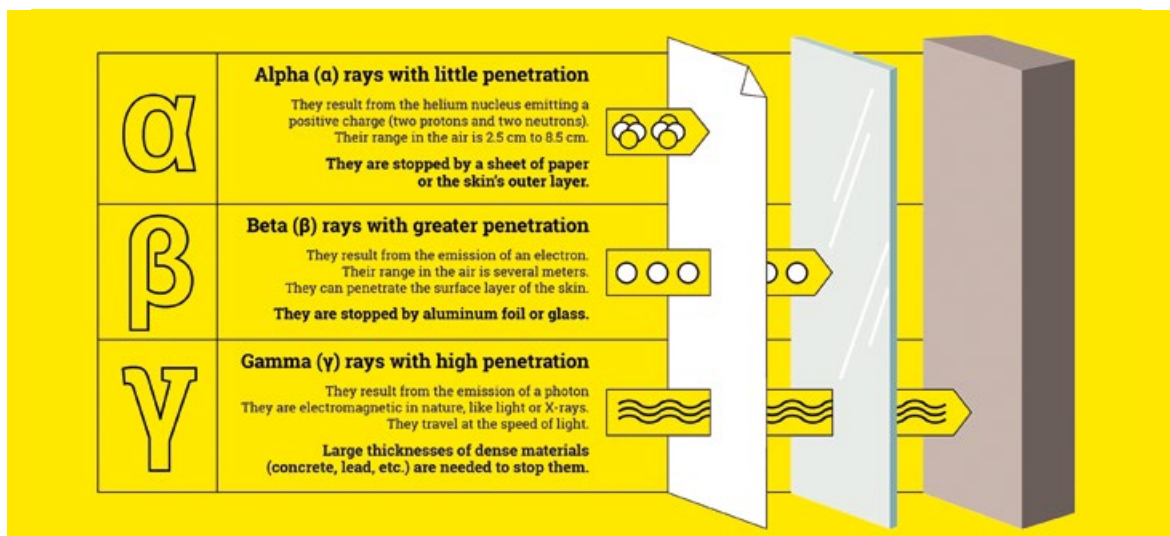 α
Alpha (α) rays with little penetration
They result from the helium nucleus emitting a
positive charge (two protons and two neutrons).
Their range in the air is 2.5 cm to 8.5 cm.
They are stopped by a sheet of paper
or the skin's outer layer.
β
Beta (β) rays with greater penetration
They result from the emission of an electron.
Their range in the air is several meters.
They can penetrate the surface layer of the skin.
They are stopped by aluminum foil or glass.
γ
Gamma (γ) rays with high penetration
They result from the emission of a photon
They are electromagnetic in nature, like light or X-rays.
They travel at the speed of light.
Large thicknesses of dense materials
(concrete, lead, etc.) are needed to stop them.